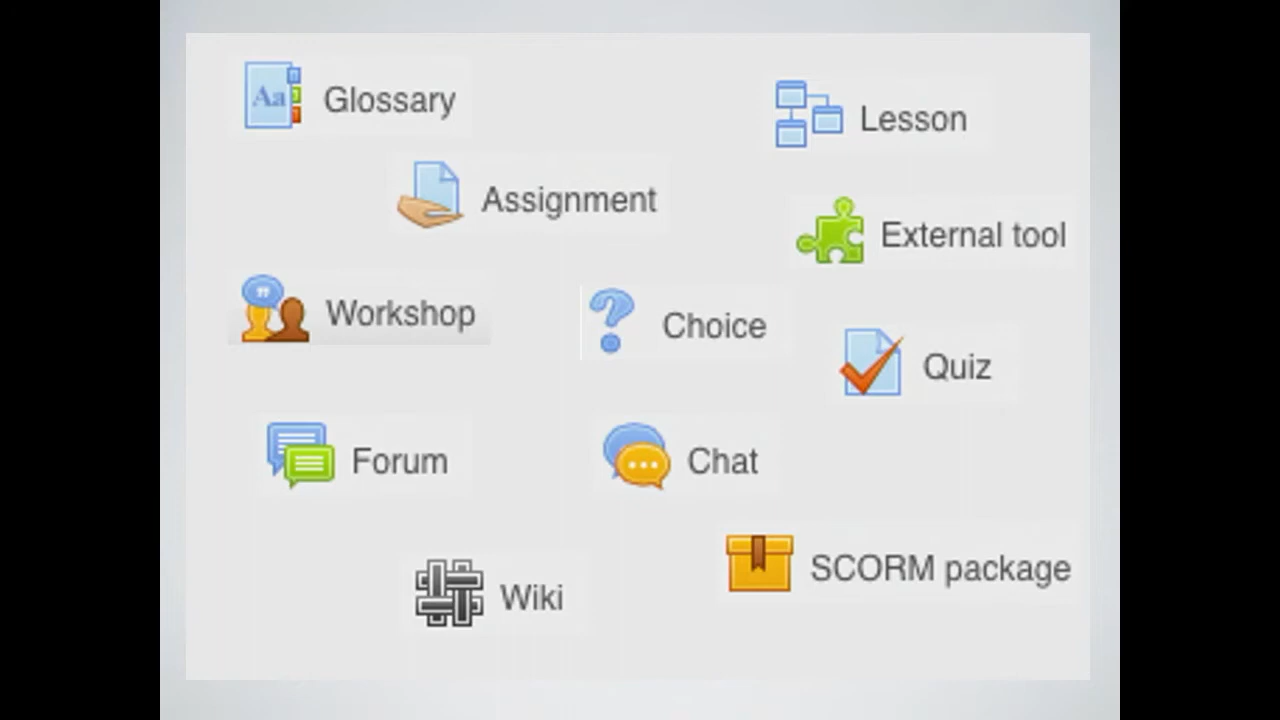 Glossary
Lesson
Assignment
External tool
Workshop
Choice
Quiz
Forum
Chat
SCORM package
Wiki